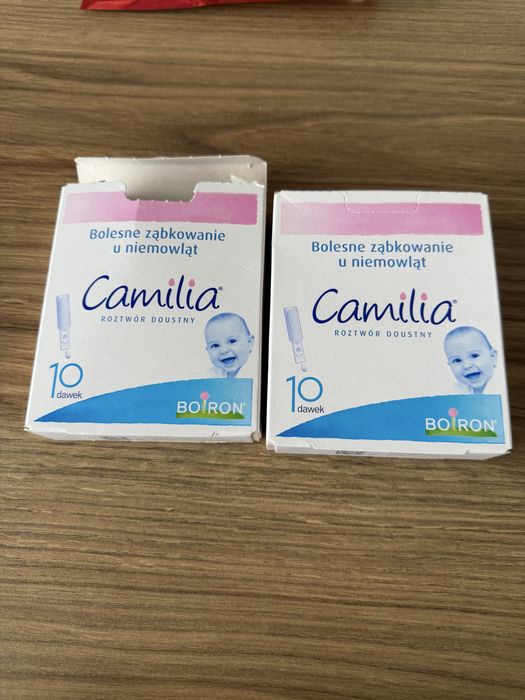 Bolesne ząbkowanie
u niemowląt
Camilia®
ROZTWÓR DOUSTNY
10
dawek
BOIRON®
Bolesne ząbkowanie
u niemowląt
Camilia®
ROZTWÓR DOUSTNY
10
dawek
BOIRON®